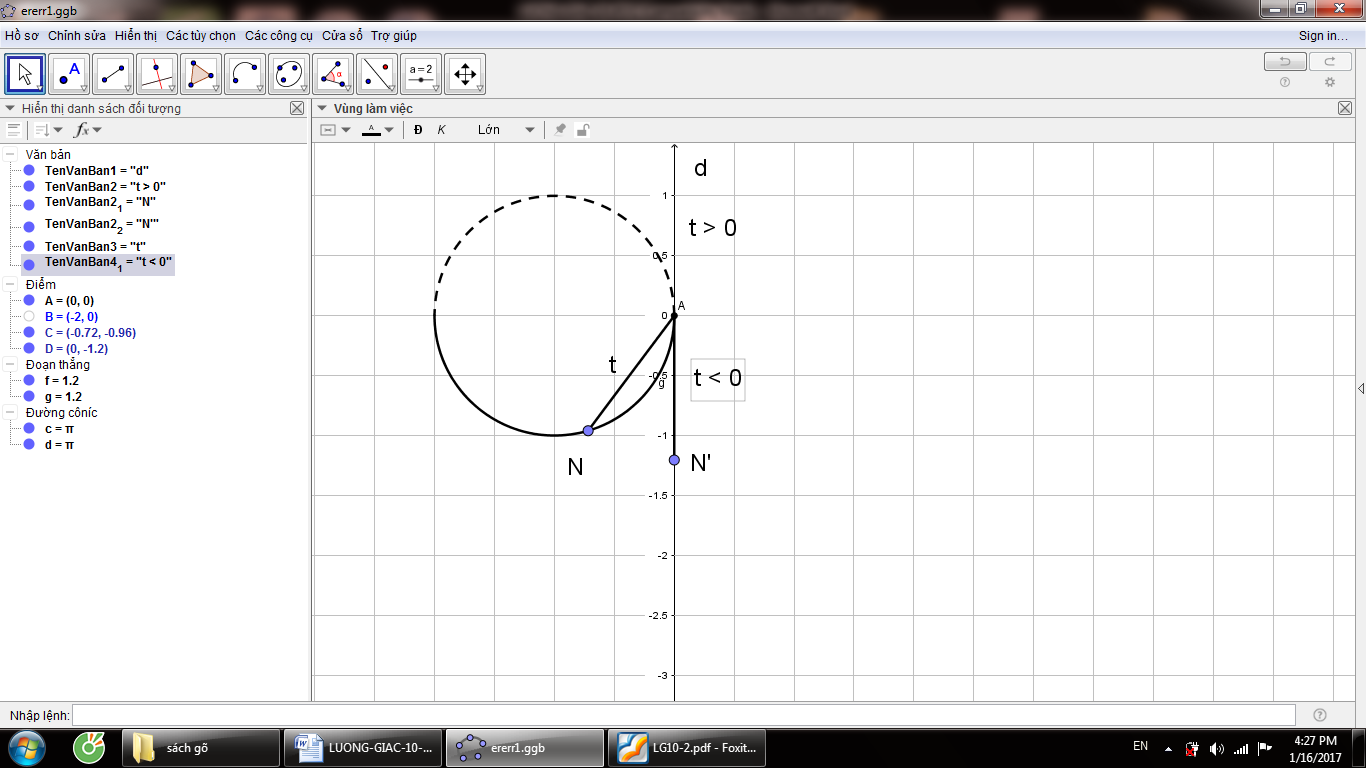 ererr1.ggb
Hồ sơ Chỉnh sửa Hiển thị Các tùy chọn Các công cụ Cửa sổ Trợ giúp Sign in...
A α a = 2
Hiển thị danh sách đối tượng
Vùng làm việc
fx
A Đ K Lớn
Văn bản
TenVanBan1 = "d"
TenVanBan2 = "t > 0"
TenVanBan2₁ = "N"
TenVanBan2₂ = "N'"
TenVanBan3 = "t"
TenVanBan4₁ = "t < 0"
Điểm
A = (0, 0)
B = (-2, 0)
C = (-0.72, -0.96)
D = (0, -1.2)
Đoạn thẳng
f = 1.2
g = 1.2
Đường cônic
c = π
d = π
d
1
t > 0
0.5
A
0
t
-0.5
g
t < 0
-1
N
N'
-1.5
-2
-2.5
-3
Nhập lệnh:
sách gõ
LUONG-GIAC-10-...
ererr1.ggb
LG10-2.pdf - Foxit...
EN
4:27 PM
1/16/2017